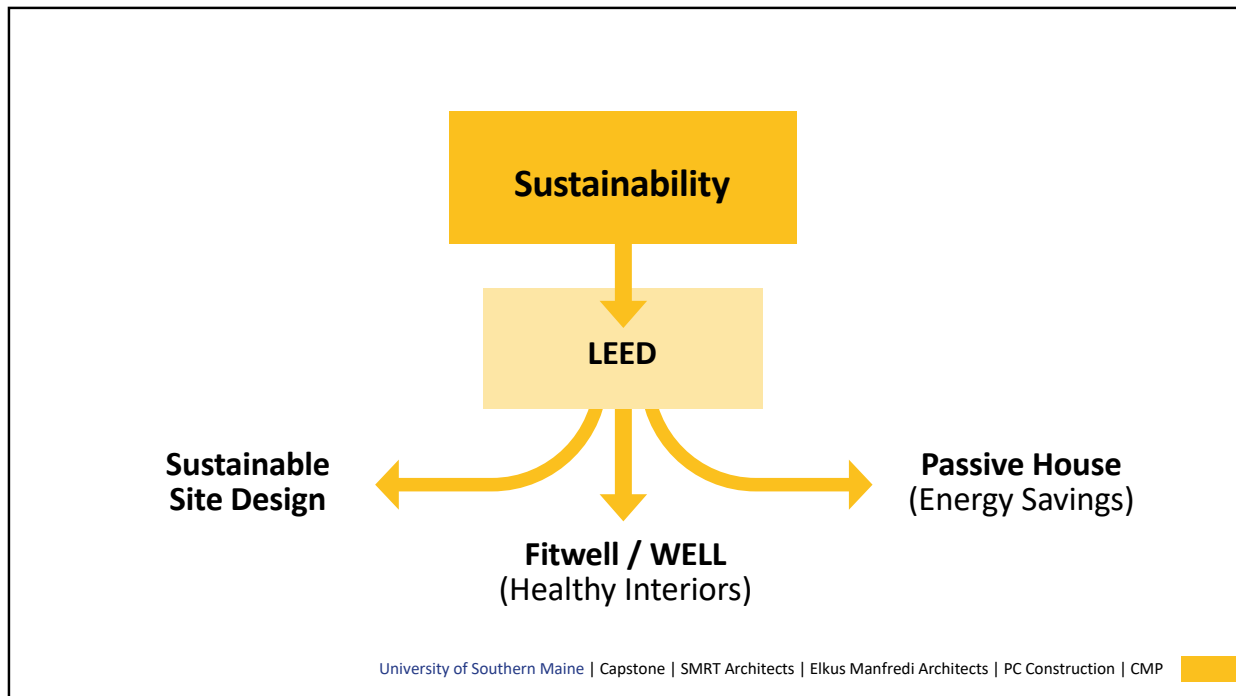 Sustainability
LEED
Sustainable
Site Design
Passive House
(Energy Savings)
Fitwell / WELL
(Healthy Interiors)
University of Southern Maine | Capstone | SMRT Architects | Elkus Manfredi Architects | PC Construction | CMP